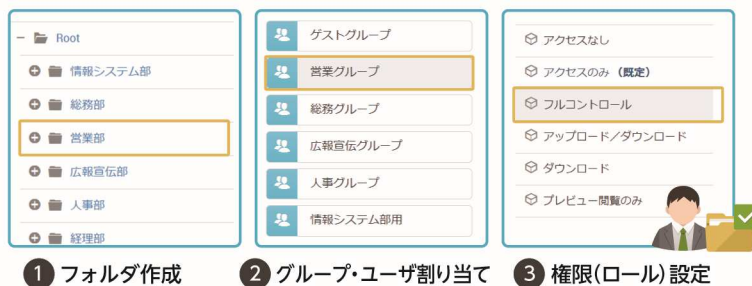 Root
情報システム部
総務部
営業部
広報宣伝部
人事部
経理部
1 フォルダ作成
ゲストグループ
営業グループ
総務グループ
広報宣伝グループ
人事グループ
情報システム部用
2 グループ・ユーザ割り当て
アクセスなし
アクセスのみ (既定)
フルコントロール
アップロード/ダウンロード
ダウンロード
プレビュー閲覧のみ
3 権限(ロール)設定